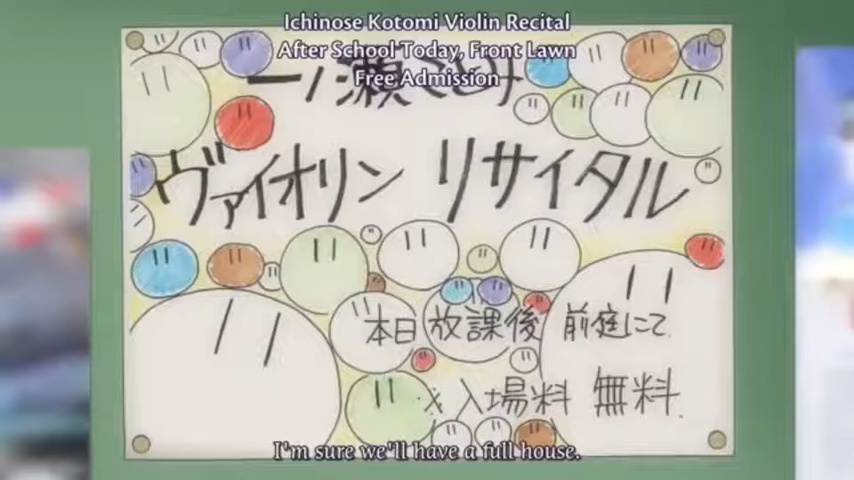 Ichinose Kotomi Violin Recital
After School Today, Front Lawn
Free Admission
一ノ瀬ことみ
ヴァイオリン リサイタル
本日 放課後 前庭にて
※入場料 無料.
I'm sure we'll have a full house.